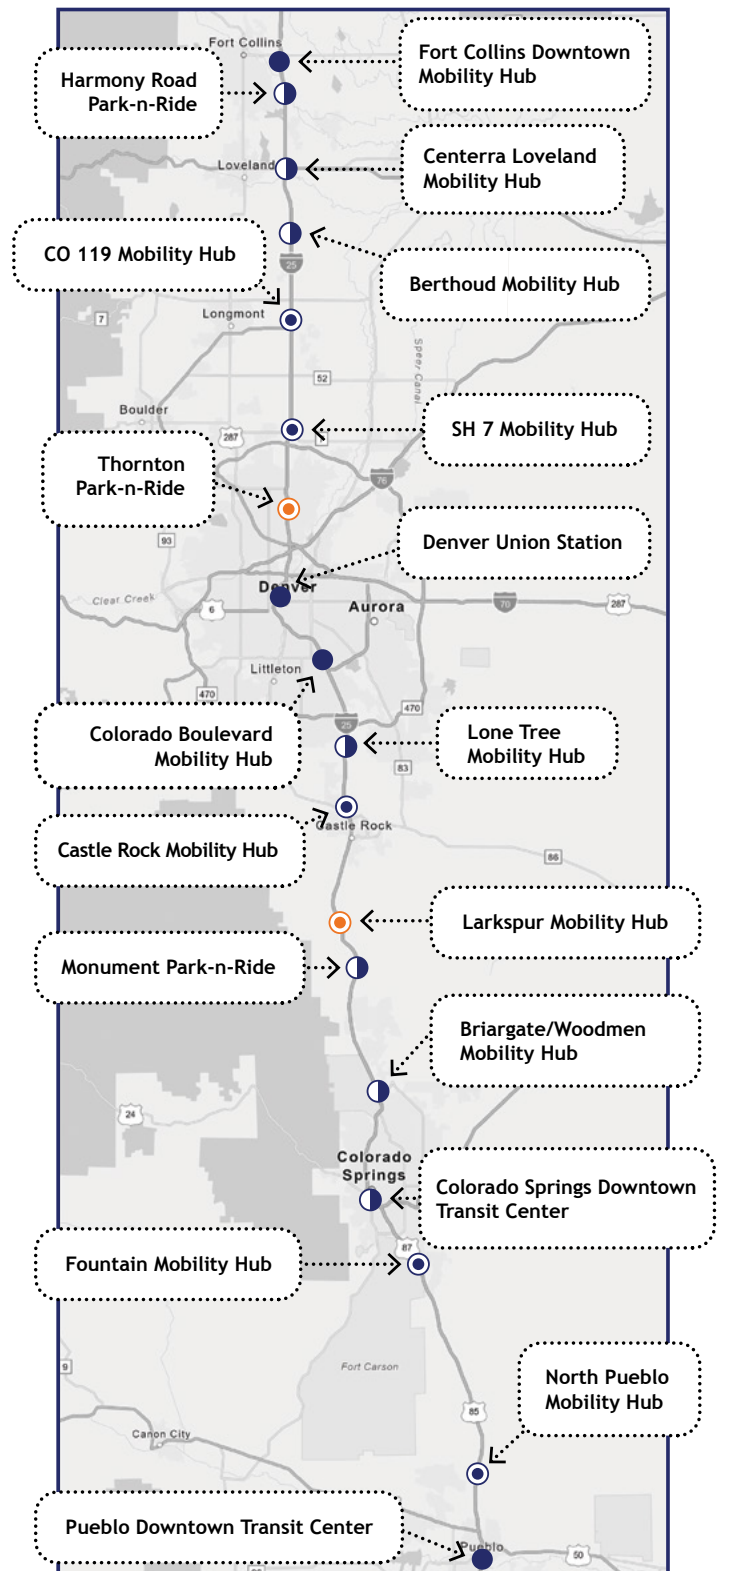 Fort Collins
Fort Collins Downtown
Mobility Hub
Harmony Road
Park-n-Ride
Centerra Loveland
Mobility Hub
Loveland
CO 119 Mobility Hub
25
Berthoud Mobility Hub
Longmont
7
Speer Canal
52
Boulder
287
SH 7 Mobility Hub
Thornton
Park-n-Ride
76
93
Denver Union Station
Denver
Clear Creek
6
Aurora
70
287
Littleton
470
470
25
Colorado Boulevard
Mobility Hub
Lone Tree
Mobility Hub
83
Castle Rock
Castle Rock Mobility Hub
86
Larkspur Mobility Hub
Monument Park-n-Ride
Briargate/Woodmen
Mobility Hub
24
Colorado
Springs
Colorado Springs Downtown
Transit Center
87
Fountain Mobility Hub
Fort Carson
9
North Pueblo
Mobility Hub
85
Canon City
Pueblo Downtown Transit Center
Pueblo
50